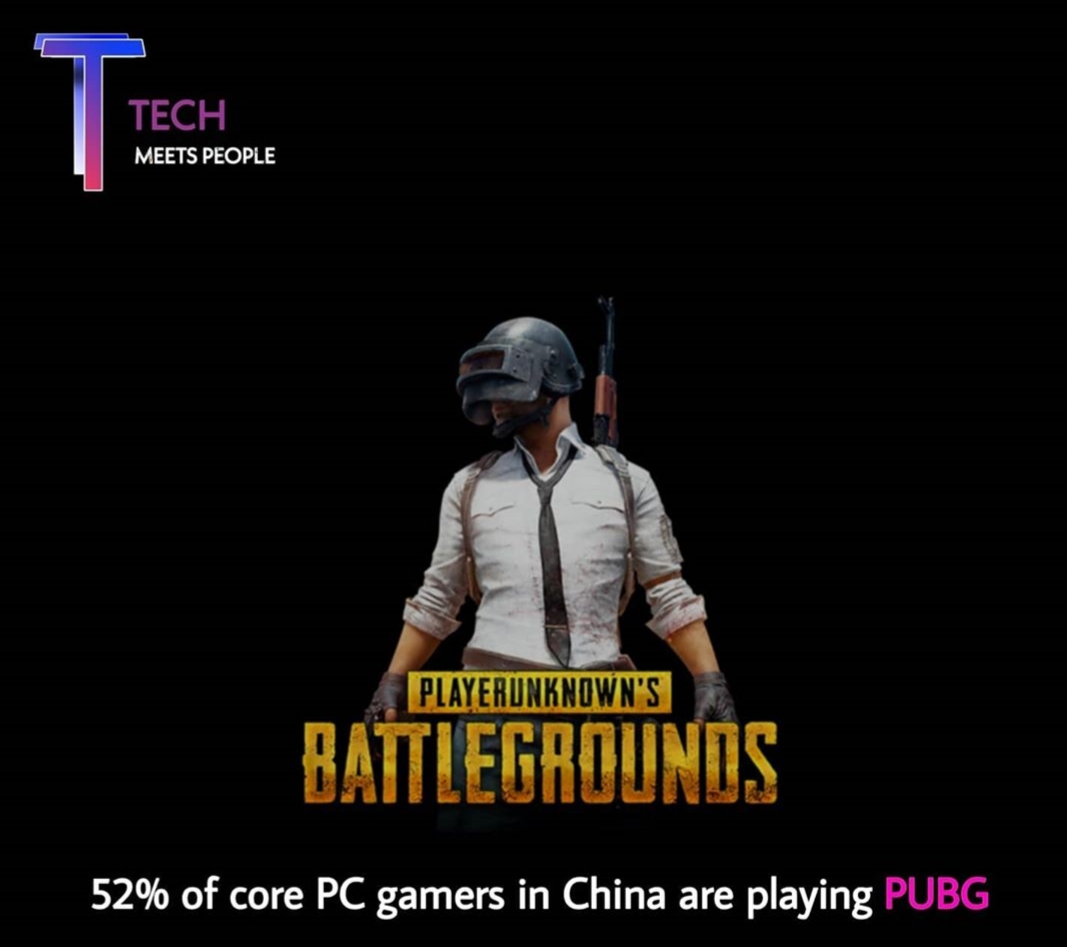 TECH
MEETS PEOPLE
PLAYERUNKNOWN'S
BATTLEGROUNDS
52% of core PC gamers in China are playing PUBG